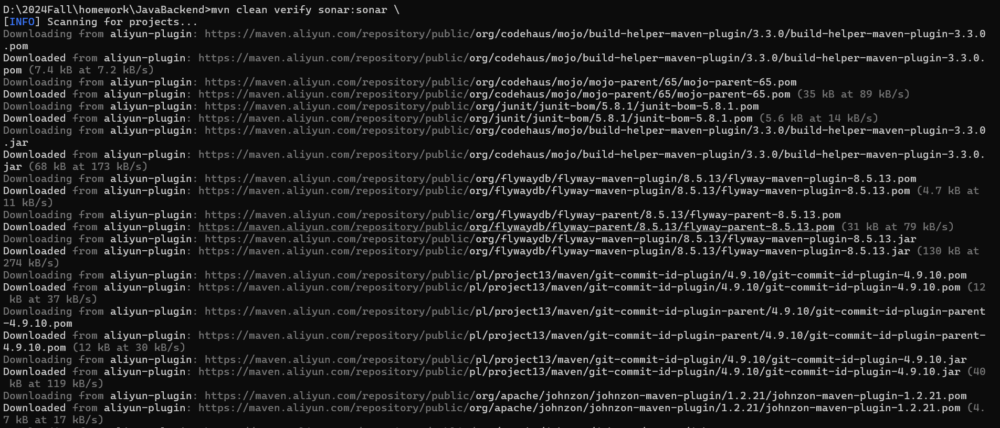 D:\2024Fall\homework\JavaBackend>mvn clean verify sonar:sonar \
[INFO] Scanning for projects...
Downloading from aliyun-plugin: https://maven.aliyun.com/repository/public/org/codehaus/mojo/build-helper-maven-plugin/3.3.0/build-helper-maven-plugin-3.3.0
.pom
Downloaded from aliyun-plugin: https://maven.aliyun.com/repository/public/org/codehaus/mojo/build-helper-maven-plugin/3.3.0/build-helper-maven-plugin-3.3.0.
pom (7.4 kB at 7.2 kB/s)
Downloading from aliyun-plugin: https://maven.aliyun.com/repository/public/org/codehaus/mojo/mojo-parent/65/mojo-parent-65.pom
Downloaded from aliyun-plugin: https://maven.aliyun.com/repository/public/org/codehaus/mojo/mojo-parent/65/mojo-parent-65.pom (35 kB at 89 kB/s)
Downloading from aliyun-plugin: https://maven.aliyun.com/repository/public/org/junit/junit-bom/5.8.1/junit-bom-5.8.1.pom
Downloaded from aliyun-plugin: https://maven.aliyun.com/repository/public/org/junit/junit-bom/5.8.1/junit-bom-5.8.1.pom (5.6 kB at 14 kB/s)
Downloading from aliyun-plugin: https://maven.aliyun.com/repository/public/org/codehaus/mojo/build-helper-maven-plugin/3.3.0/build-helper-maven-plugin-3.3.0
.jar
Downloaded from aliyun-plugin: https://maven.aliyun.com/repository/public/org/codehaus/mojo/build-helper-maven-plugin/3.3.0/build-helper-maven-plugin-3.3.0.
jar (68 kB at 173 kB/s)
Downloading from aliyun-plugin: https://maven.aliyun.com/repository/public/org/flywaydb/flyway-maven-plugin/8.5.13/flyway-maven-plugin-8.5.13.pom
Downloaded from aliyun-plugin: https://maven.aliyun.com/repository/public/org/flywaydb/flyway-maven-plugin/8.5.13/flyway-maven-plugin-8.5.13.pom (4.7 kB at
11 kB/s)
Downloading from aliyun-plugin: https://maven.aliyun.com/repository/public/org/flywaydb/flyway-parent/8.5.13/flyway-parent-8.5.13.pom
Downloaded from aliyun-plugin: https://maven.aliyun.com/repository/public/org/flywaydb/flyway-parent/8.5.13/flyway-parent-8.5.13.pom (31 kB at 79 kB/s)
Downloading from aliyun-plugin: https://maven.aliyun.com/repository/public/org/flywaydb/flyway-maven-plugin/8.5.13/flyway-maven-plugin-8.5.13.jar
Downloaded from aliyun-plugin: https://maven.aliyun.com/repository/public/org/flywaydb/flyway-maven-plugin/8.5.13/flyway-maven-plugin-8.5.13.jar (130 kB at
274 kB/s)
Downloading from aliyun-plugin: https://maven.aliyun.com/repository/public/pl/project13/maven/git-commit-id-plugin/4.9.10/git-commit-id-plugin-4.9.10.pom
Downloaded from aliyun-plugin: https://maven.aliyun.com/repository/public/pl/project13/maven/git-commit-id-plugin/4.9.10/git-commit-id-plugin-4.9.10.pom (12
kB at 37 kB/s)
Downloading from aliyun-plugin: https://maven.aliyun.com/repository/public/pl/project13/maven/git-commit-id-plugin-parent/4.9.10/git-commit-id-plugin-parent
-4.9.10.pom
Downloaded from aliyun-plugin: https://maven.aliyun.com/repository/public/pl/project13/maven/git-commit-id-plugin-parent/4.9.10/git-commit-id-plugin-parent-
4.9.10.pom (12 kB at 30 kB/s)
Downloading from aliyun-plugin: https://maven.aliyun.com/repository/public/pl/project13/maven/git-commit-id-plugin/4.9.10/git-commit-id-plugin-4.9.10.jar
Downloaded from aliyun-plugin: https://maven.aliyun.com/repository/public/pl/project13/maven/git-commit-id-plugin/4.9.10/git-commit-id-plugin-4.9.10.jar (40
kB at 119 kB/s)
Downloading from aliyun-plugin: https://maven.aliyun.com/repository/public/org/apache/johnzon/johnzon-maven-plugin/1.2.21/johnzon-maven-plugin-1.2.21.pom
Downloaded from aliyun-plugin: https://maven.aliyun.com/repository/public/org/apache/johnzon/johnzon-maven-plugin/1.2.21/johnzon-maven-plugin-1.2.21.pom (4.
7 kB at 17 kB/s)